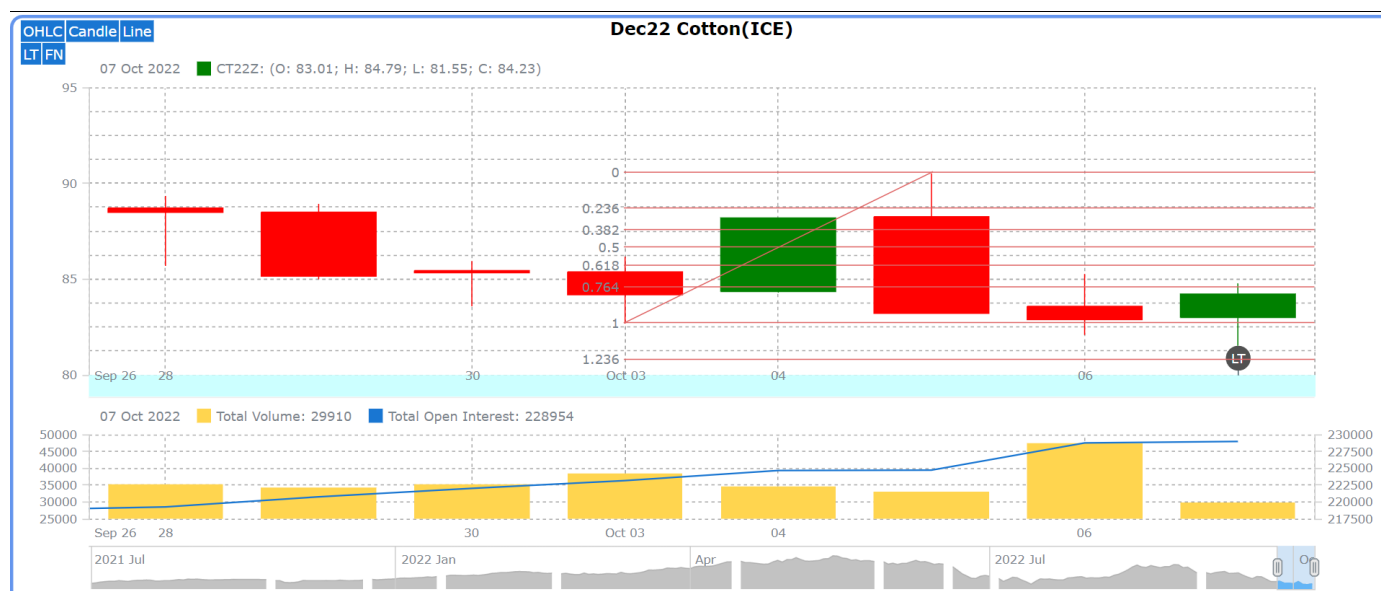 OHLC Candle Line
Dec22 Cotton(ICE)
LT FN
07 Oct 2022 CT22Z: (O: 83.01; H: 84.79; L: 81.55; C: 84.23)
95
0
90
0.236
0.382
0.5
0.618
85
0.764
1
1.236
LT
80 Sep 26 28 30 Oct 03 04 06
07 Oct 2022 Total Volume: 29910 Total Open Interest: 228954
50000 230000
45000 227500
40000 225000
35000 222500
30000 220000
25000 217500
Sep 26 28 30 Oct 03 04 06
2021 Jul 2022 Jan Apr 2022 Jul